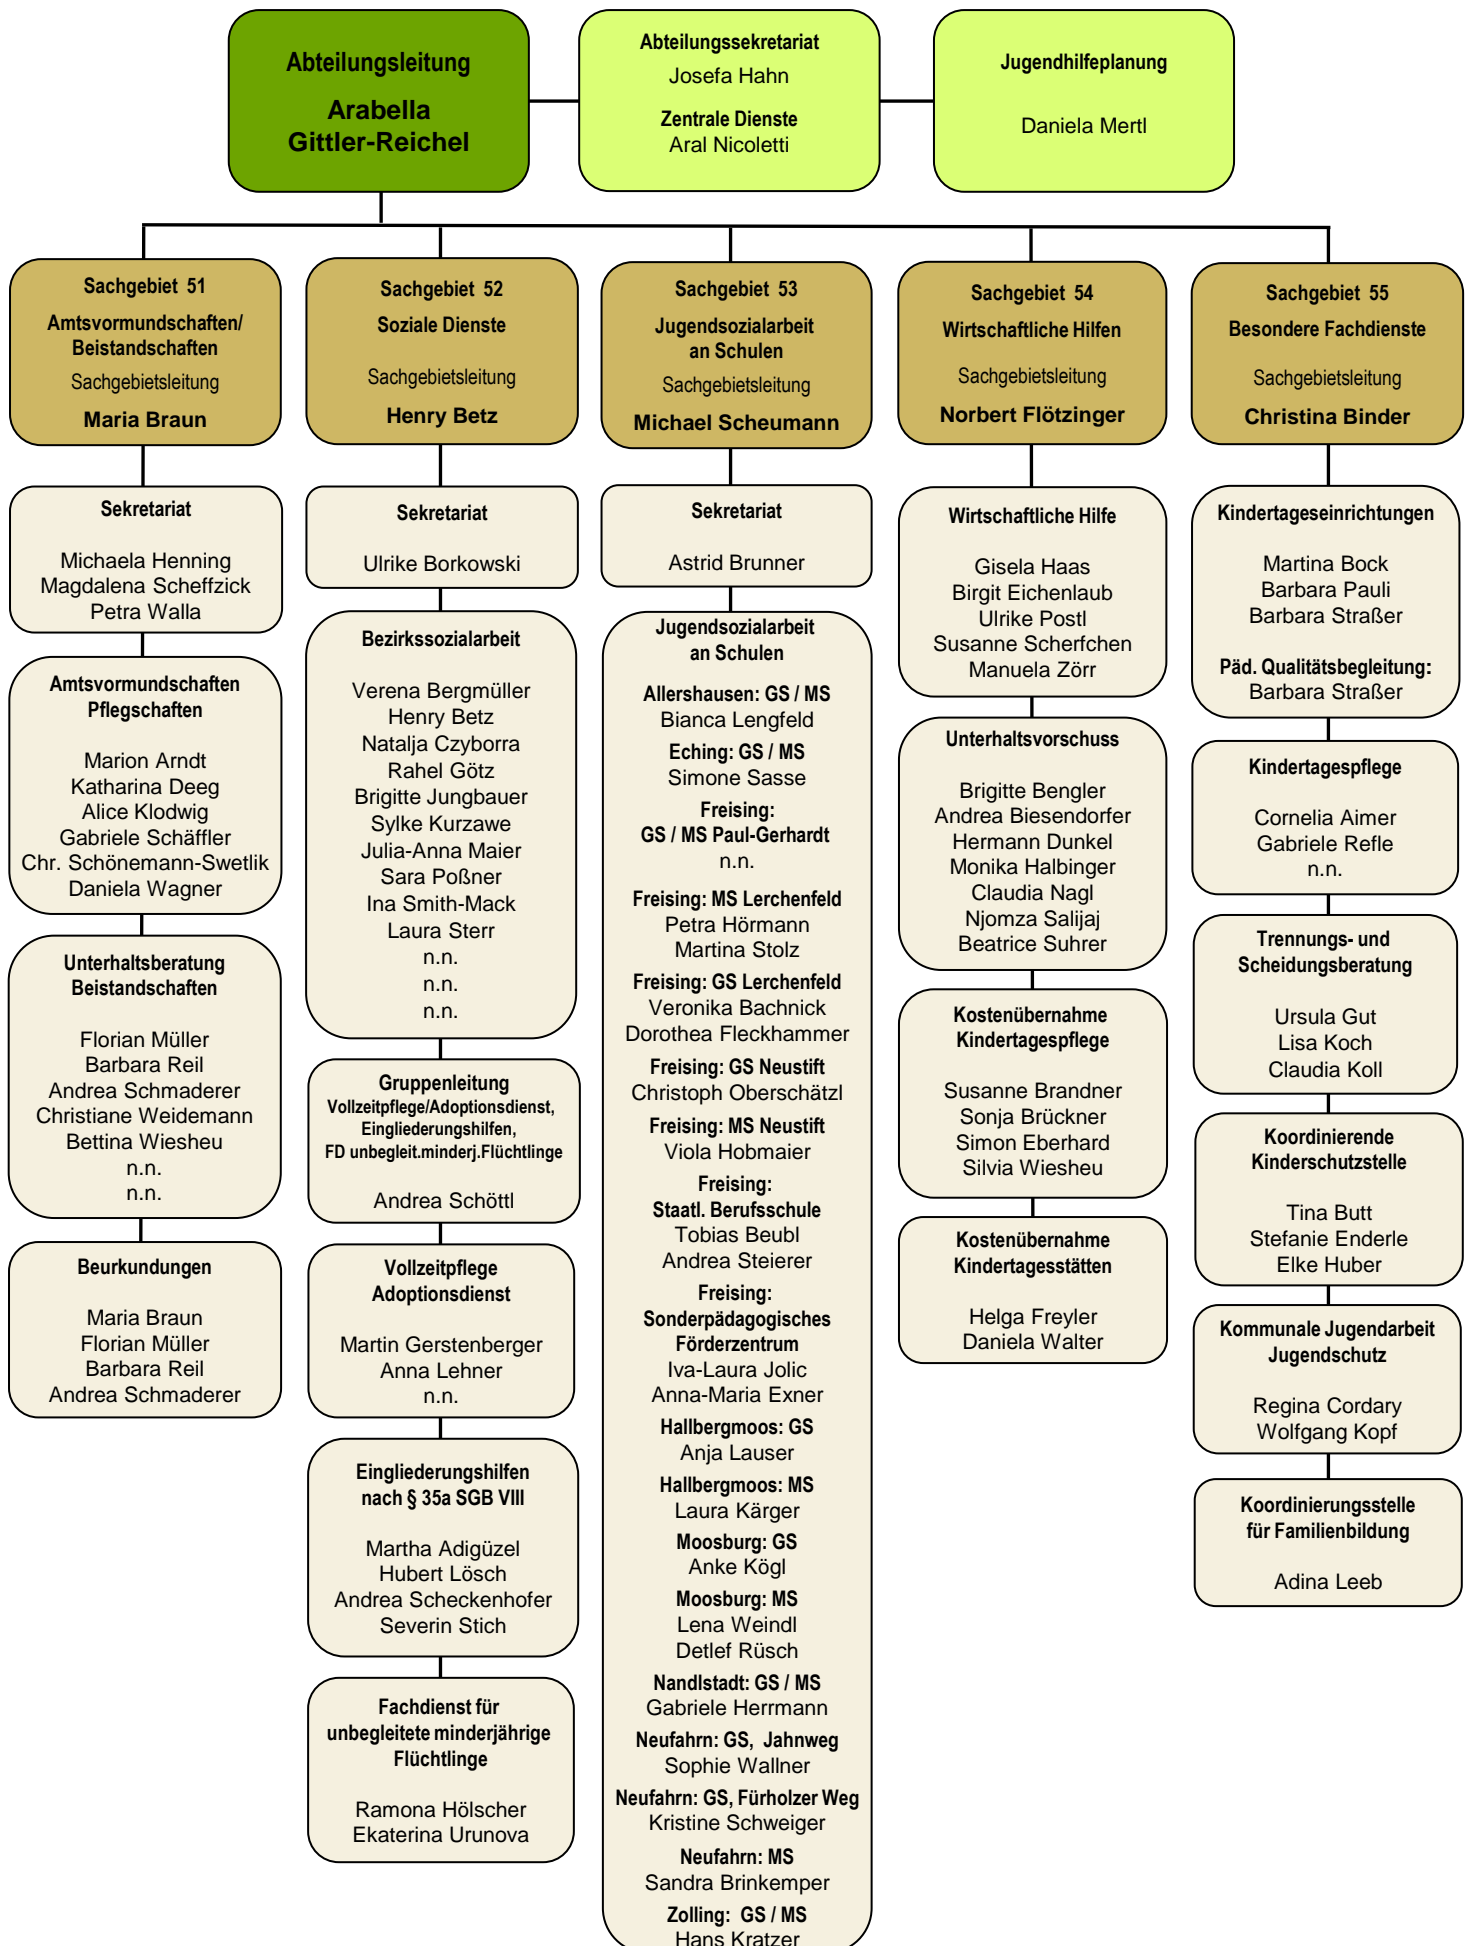 Abteilungsleitung
Arabella
Gittler-Reichel
Abteilungssekretariat
Josefa Hahn
Zentrale Dienste
Aral Nicoletti
Jugendhilfeplanung
Daniela Mertl
Sachgebiet 51
Amtsvormundschaften/
Beistandschaften
Sachgebietsleitung
Maria Braun
Sekretariat
Michaela Henning
Magdalena Scheffzick
Petra Walla
Amtsvormundschaften
Pflegschaften
Marion Arndt
Katharina Deeg
Alice Klodwig
Gabriele Schäffler
Chr. Schönemann-Swetlik
Daniela Wagner
Unterhaltsberatung
Beistandschaften
Florian Müller
Barbara Reil
Andrea Schmaderer
Christiane Weidemann
Bettina Wiesheu
n.n.
n.n.
Beurkundungen
Maria Braun
Florian Müller
Barbara Reil
Andrea Schmaderer
Sachgebiet 52
Soziale Dienste
Sachgebietsleitung
Henry Betz
Sekretariat
Ulrike Borkowski
Bezirkssozialarbeit
Verena Bergmüller
Henry Betz
Natalja Czyborra
Rahel Götz
Brigitte Jungbauer
Sylke Kurzawe
Julia-Anna Maier
Sara Poßner
Ina Smith-Mack
Laura Sterr
n.n.
n.n.
n.n.
Gruppenleitung
Vollzeitpflege/Adoptionsdienst,
Eingliederungshilfen,
FD unbegleit.minderj.Flüchtlinge
Andrea Schöttl
Vollzeitpflege
Adoptionsdienst
Martin Gerstenberger
Anna Lehner
n.n.
Eingliederungshilfen
nach § 35a SGB VIII
Martha Adigüzel
Hubert Lösch
Andrea Scheckenhofer
Severin Stich
Fachdienst für
unbegleitete minderjährige
Flüchtlinge
Ramona Hölscher
Ekaterina Urunova
Sachgebiet 53
Jugendsozialarbeit
an Schulen
Sachgebietsleitung
Michael Scheumann
Sekretariat
Astrid Brunner
Jugendsozialarbeit
an Schulen
Allershausen: GS / MS
Bianca Lengfeld
Eching: GS / MS
Simone Sasse
Freising:
GS / MS Paul-Gerhardt
n.n.
Freising: MS Lerchenfeld
Petra Hörmann
Martina Stolz
Freising: GS Lerchenfeld
Veronika Bachnick
Dorothea Fleckhammer
Freising: GS Neustift
Christoph Oberschätzl
Freising: MS Neustift
Viola Hobmaier
Freising:
Staatl. Berufsschule
Tobias Beubl
Andrea Steierer
Freising:
Sonderpädagogisches
Förderzentrum
Iva-Laura Jolic
Anna-Maria Exner
Hallbergmoos: GS
Anja Lauser
Hallbergmoos: MS
Laura Kärger
Moosburg: GS
Anke Kögl
Moosburg: MS
Lena Weindl
Detlef Rüsch
Nandlstadt: GS / MS
Gabriele Herrmann
Neufahrn: GS, Jahnweg
Sophie Wallner
Neufahrn: GS, Fürholzer Weg
Kristine Schweiger
Neufahrn: MS
Sandra Brinkemper
Zolling: GS / MS
Hans Kratzer
Sachgebiet 54
Wirtschaftliche Hilfen
Sachgebietsleitung
Norbert Flötzinger
Wirtschaftliche Hilfe
Gisela Haas
Birgit Eichenlaub
Ulrike Postl
Susanne Scherfchen
Manuela Zörr
Unterhaltsvorschuss
Brigitte Bengler
Andrea Biesendorfer
Hermann Dunkel
Monika Halbinger
Claudia Nagl
Njomza Salijaj
Beatrice Suhrer
Kostenübernahme
Kindertagespflege
Susanne Brandner
Sonja Brückner
Simon Eberhard
Silvia Wiesheu
Kostenübernahme
Kindertagesstätten
Helga Freyler
Daniela Walter
Sachgebiet 55
Besondere Fachdienste
Sachgebietsleitung
Christina Binder
Kindertageseinrichtungen
Martina Bock
Barbara Pauli
Barbara Straßer
Päd. Qualitätsbegleitung:
Barbara Straßer
Kindertagespflege
Cornelia Aimer
Gabriele Refle
n.n.
Trennungs- und
Scheidungsberatung
Ursula Gut
Lisa Koch
Claudia Koll
Koordinierende
Kinderschutzstelle
Tina Butt
Stefanie Enderle
Elke Huber
Kommunale Jugendarbeit
Jugendschutz
Regina Cordary
Wolfgang Kopf
Koordinierungsstelle
für Familienbildung
Adina Leeb